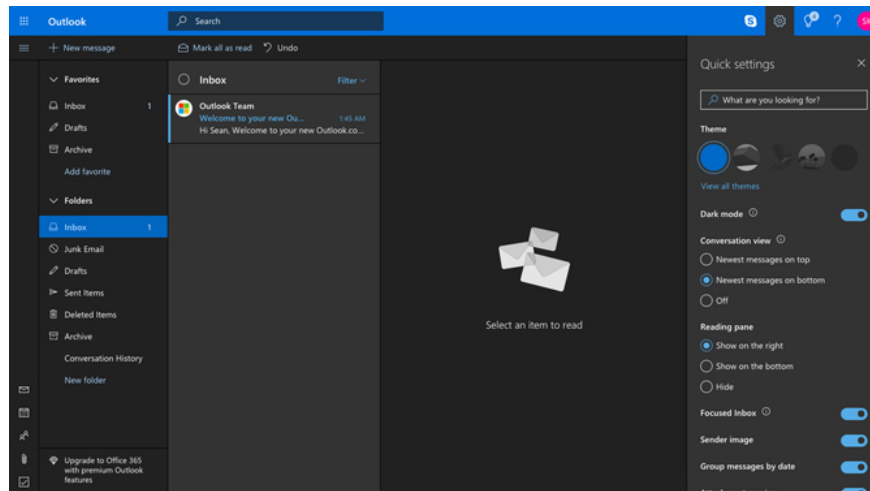 Outlook
Search
S
?
SK
New message
Mark all as read
Undo
Favorites
Inbox 1
Drafts
Archive
Add favorite
Folders
Inbox 1
Junk Email
Drafts
Sent Items
Deleted Items
Archive
Conversation History
New folder
Upgrade to Office 365
with premium Outlook
features
Inbox
Filter
Outlook Team
Welcome to your new Ou... 1:45 AM
Hi Sean, Welcome to your new Outlook.co...
Select an item to read
Quick settings
What are you looking for?
Theme
View all themes
Dark mode
Conversation view
Newest messages on top
Newest messages on bottom
Off
Reading pane
Show on the right
Show on the bottom
Hide
Focused Inbox
Sender image
Group messages by date